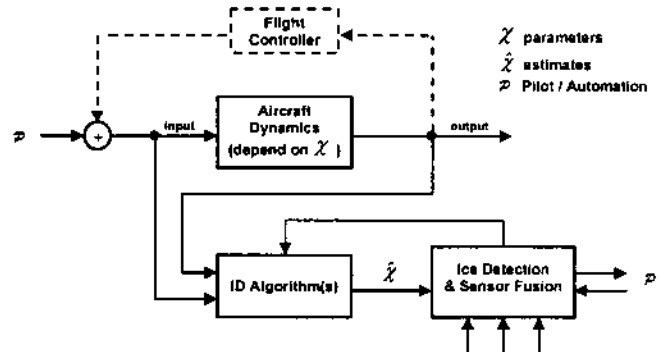 Flight
Controller
χ parameters
χ̂ estimates
𝓅 Pilot / Automation
𝓅
+
input
Aircraft
Dynamics
(depend on χ )
output
ID Algorithm(s)
χ̂
Ice Detection
& Sensor Fusion
𝓅